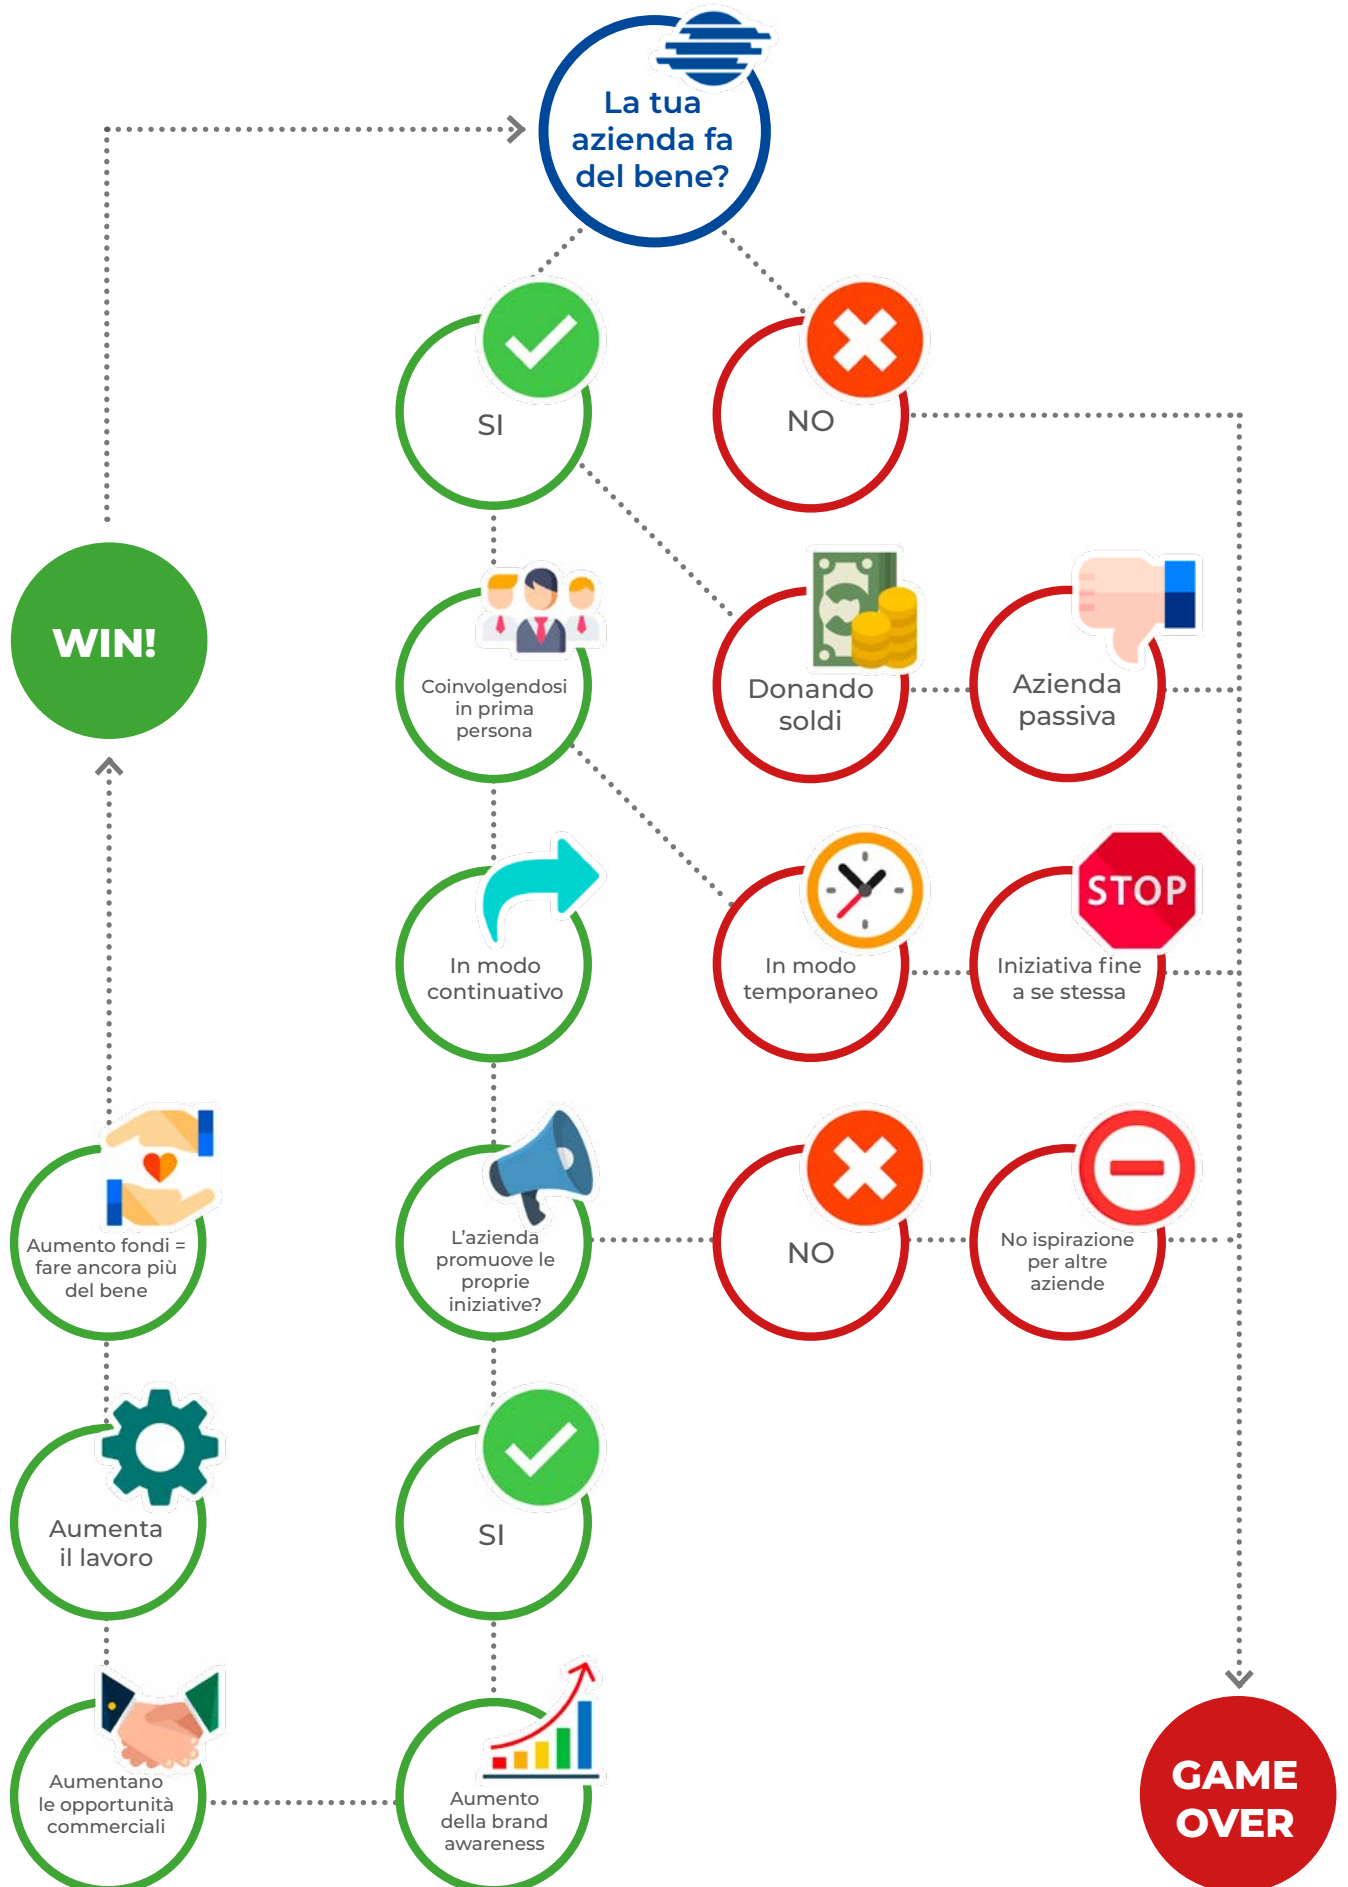 La tua
azienda fa
del bene?
SI
NO
WIN!
Coinvolgendosi
in prima
persona
Donando
soldi
Azienda
passiva
In modo
continuativo
In modo
temporaneo
STOP
Iniziativa fine
a se stessa
Aumento fondi =
fare ancora più
del bene
L'azienda
promuove le
proprie
iniziative?
NO
No ispirazione
per altre
aziende
Aumenta
il lavoro
SI
Aumentano
le opportunità
commerciali
Aumento
della brand
awareness
GAME
OVER